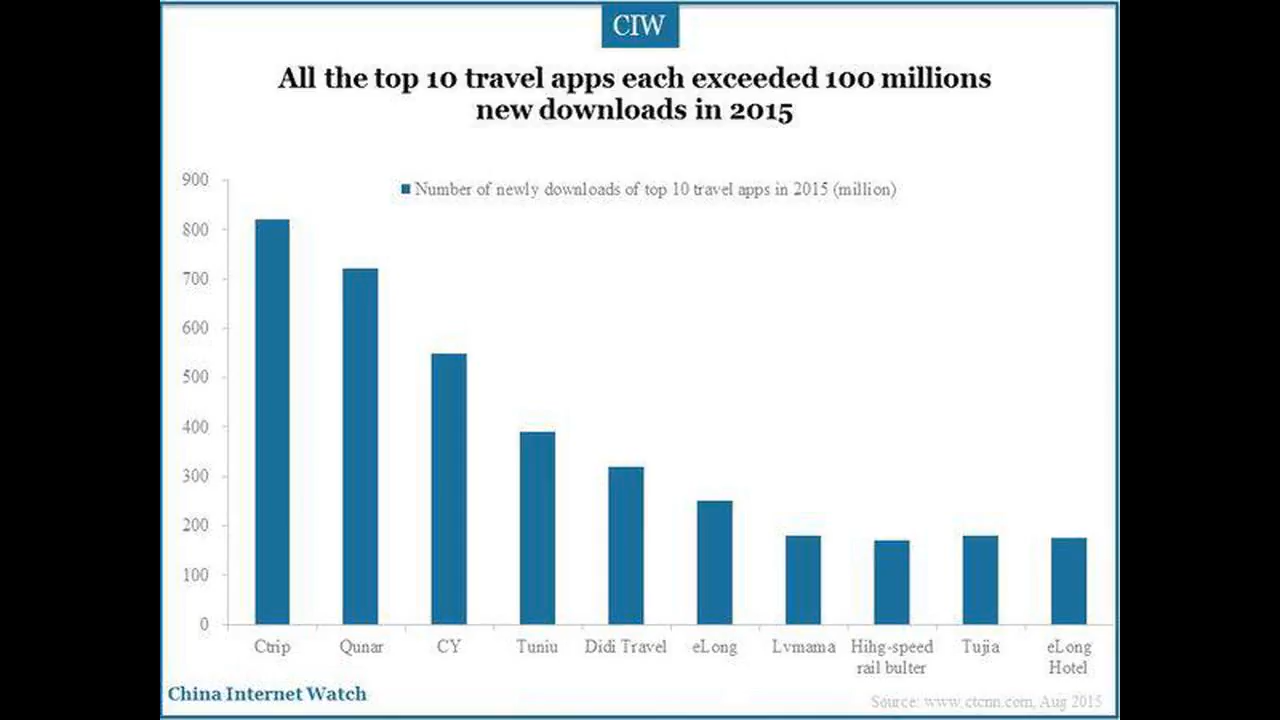 CIW
All the top 10 travel apps each exceeded 100 millions
new downloads in 2015
Number of newly downloads of top 10 travel apps in 2015 (million)
900
800
700
600
500
400
300
200
100
0
Ctrip Qunar CY Tuniu Didi Travel eLong Lvmama Hihg-speed Tujia eLong
rail bulter Hotel
China Internet Watch
Source: www.ctcnn.com, Aug 2015